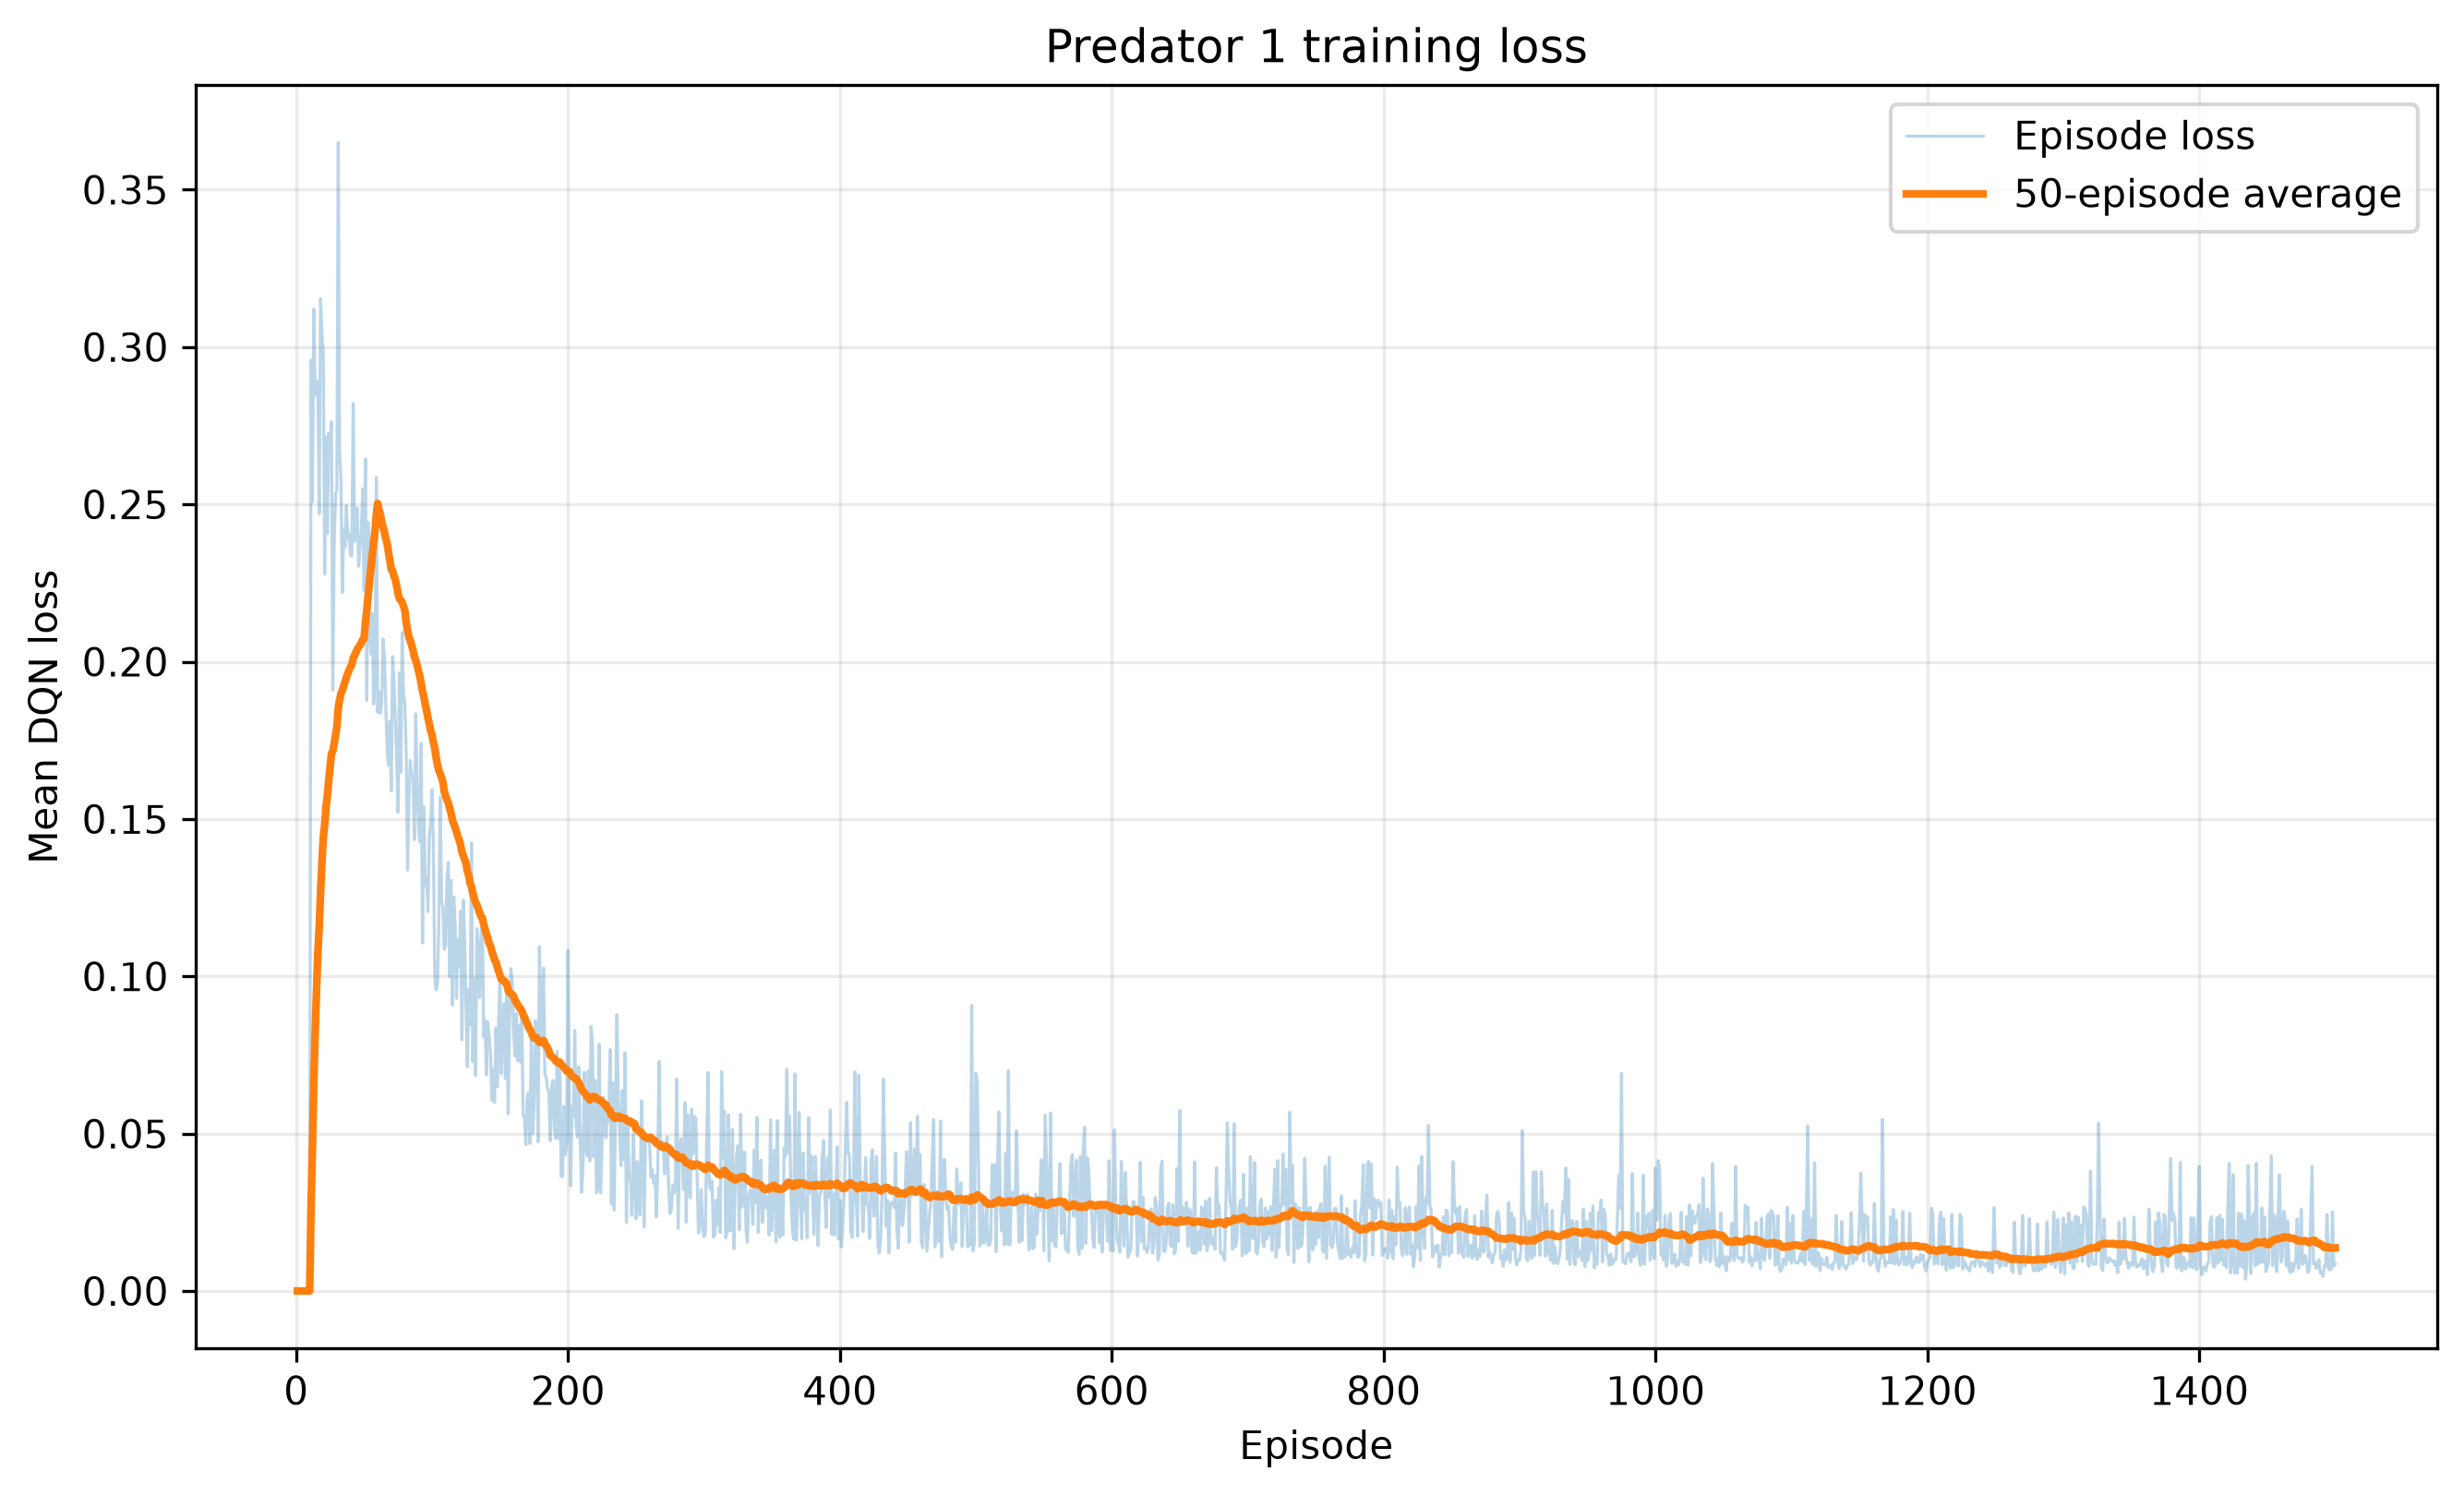 Predator 1 training loss
Episode loss
50-episode average
Mean DQN loss
0.35
0.30
0.25
0.20
0.15
0.10
0.05
0.00
0 200 400 600 800 1000 1200 1400
Episode